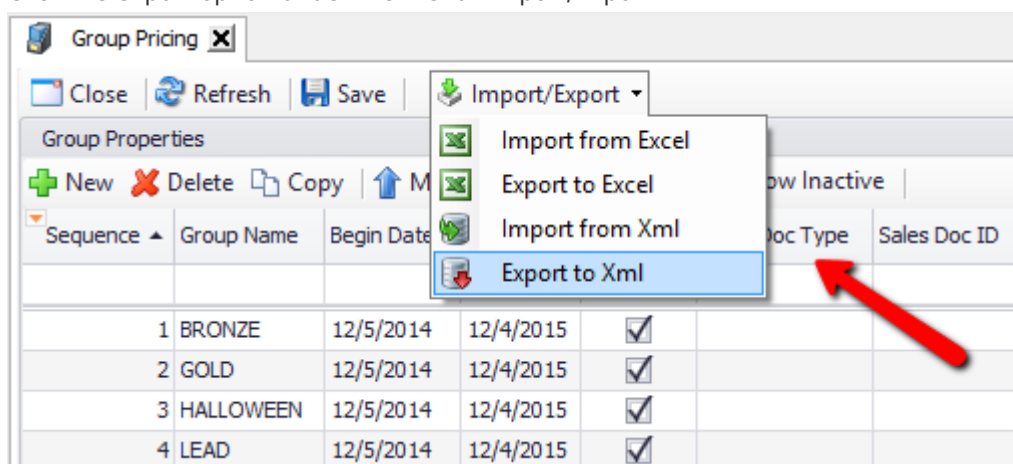 Group Pricing
Close Refresh Save Import/Export
Group Properties Import from Excel
New Delete Copy Export to Excel Inactive
Import from Xml
Sequence Group Name Begin Date Doc Type Sales Doc ID
Export to Xml
1 BRONZE 12/5/2014 12/4/2015
2 GOLD 12/5/2014 12/4/2015
3 HALLOWEEN 12/5/2014 12/4/2015
4 LEAD 12/5/2014 12/4/2015